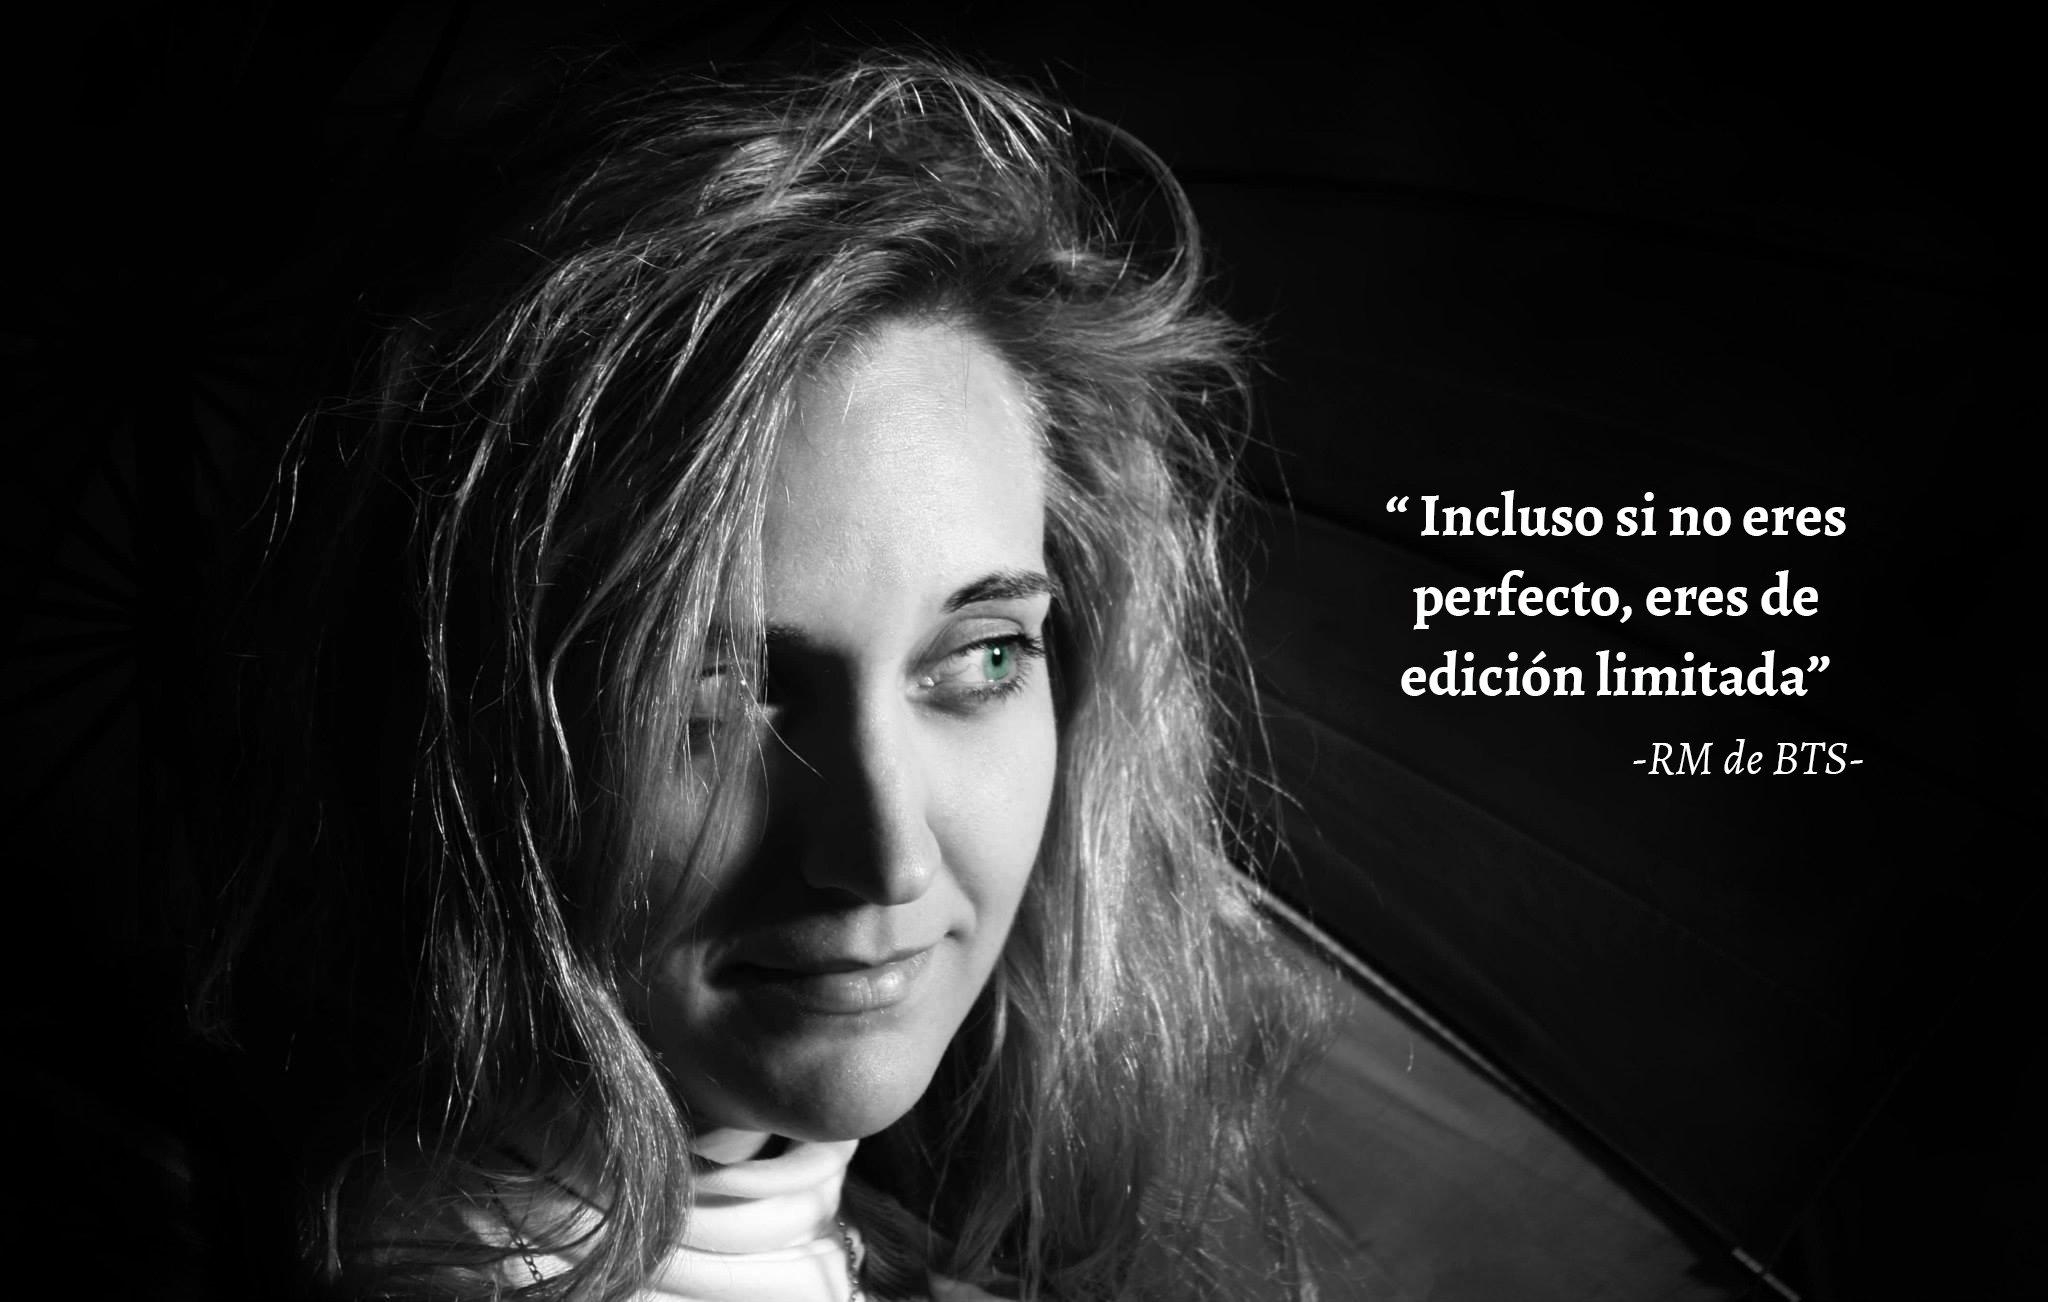 “ Incluso si no eres
perfecto, eres de
edición limitada”
-RM de BTS-